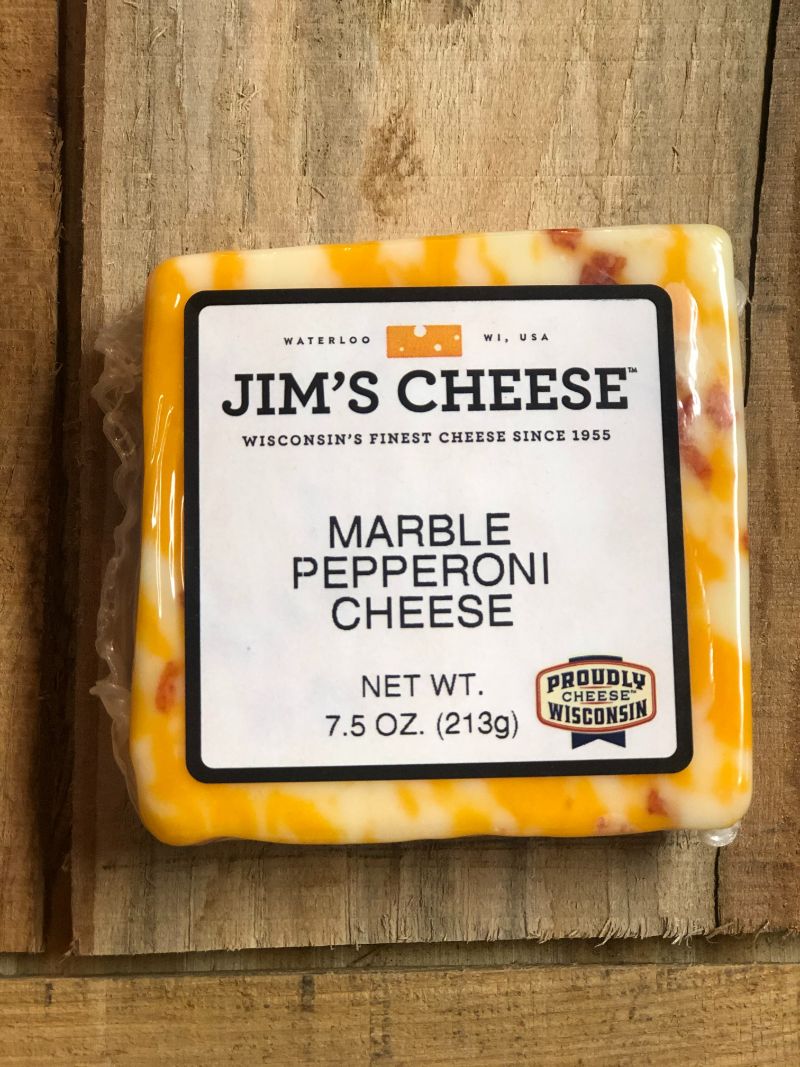 WATERLOO WI, USA
JIM'S CHEESE™
WISCONSIN'S FINEST CHEESE SINCE 1955
MARBLE
PEPPERONI
CHEESE
NET WT.
7.5 OZ. (213g)
PROUDLY
CHEESE™
WISCONSIN